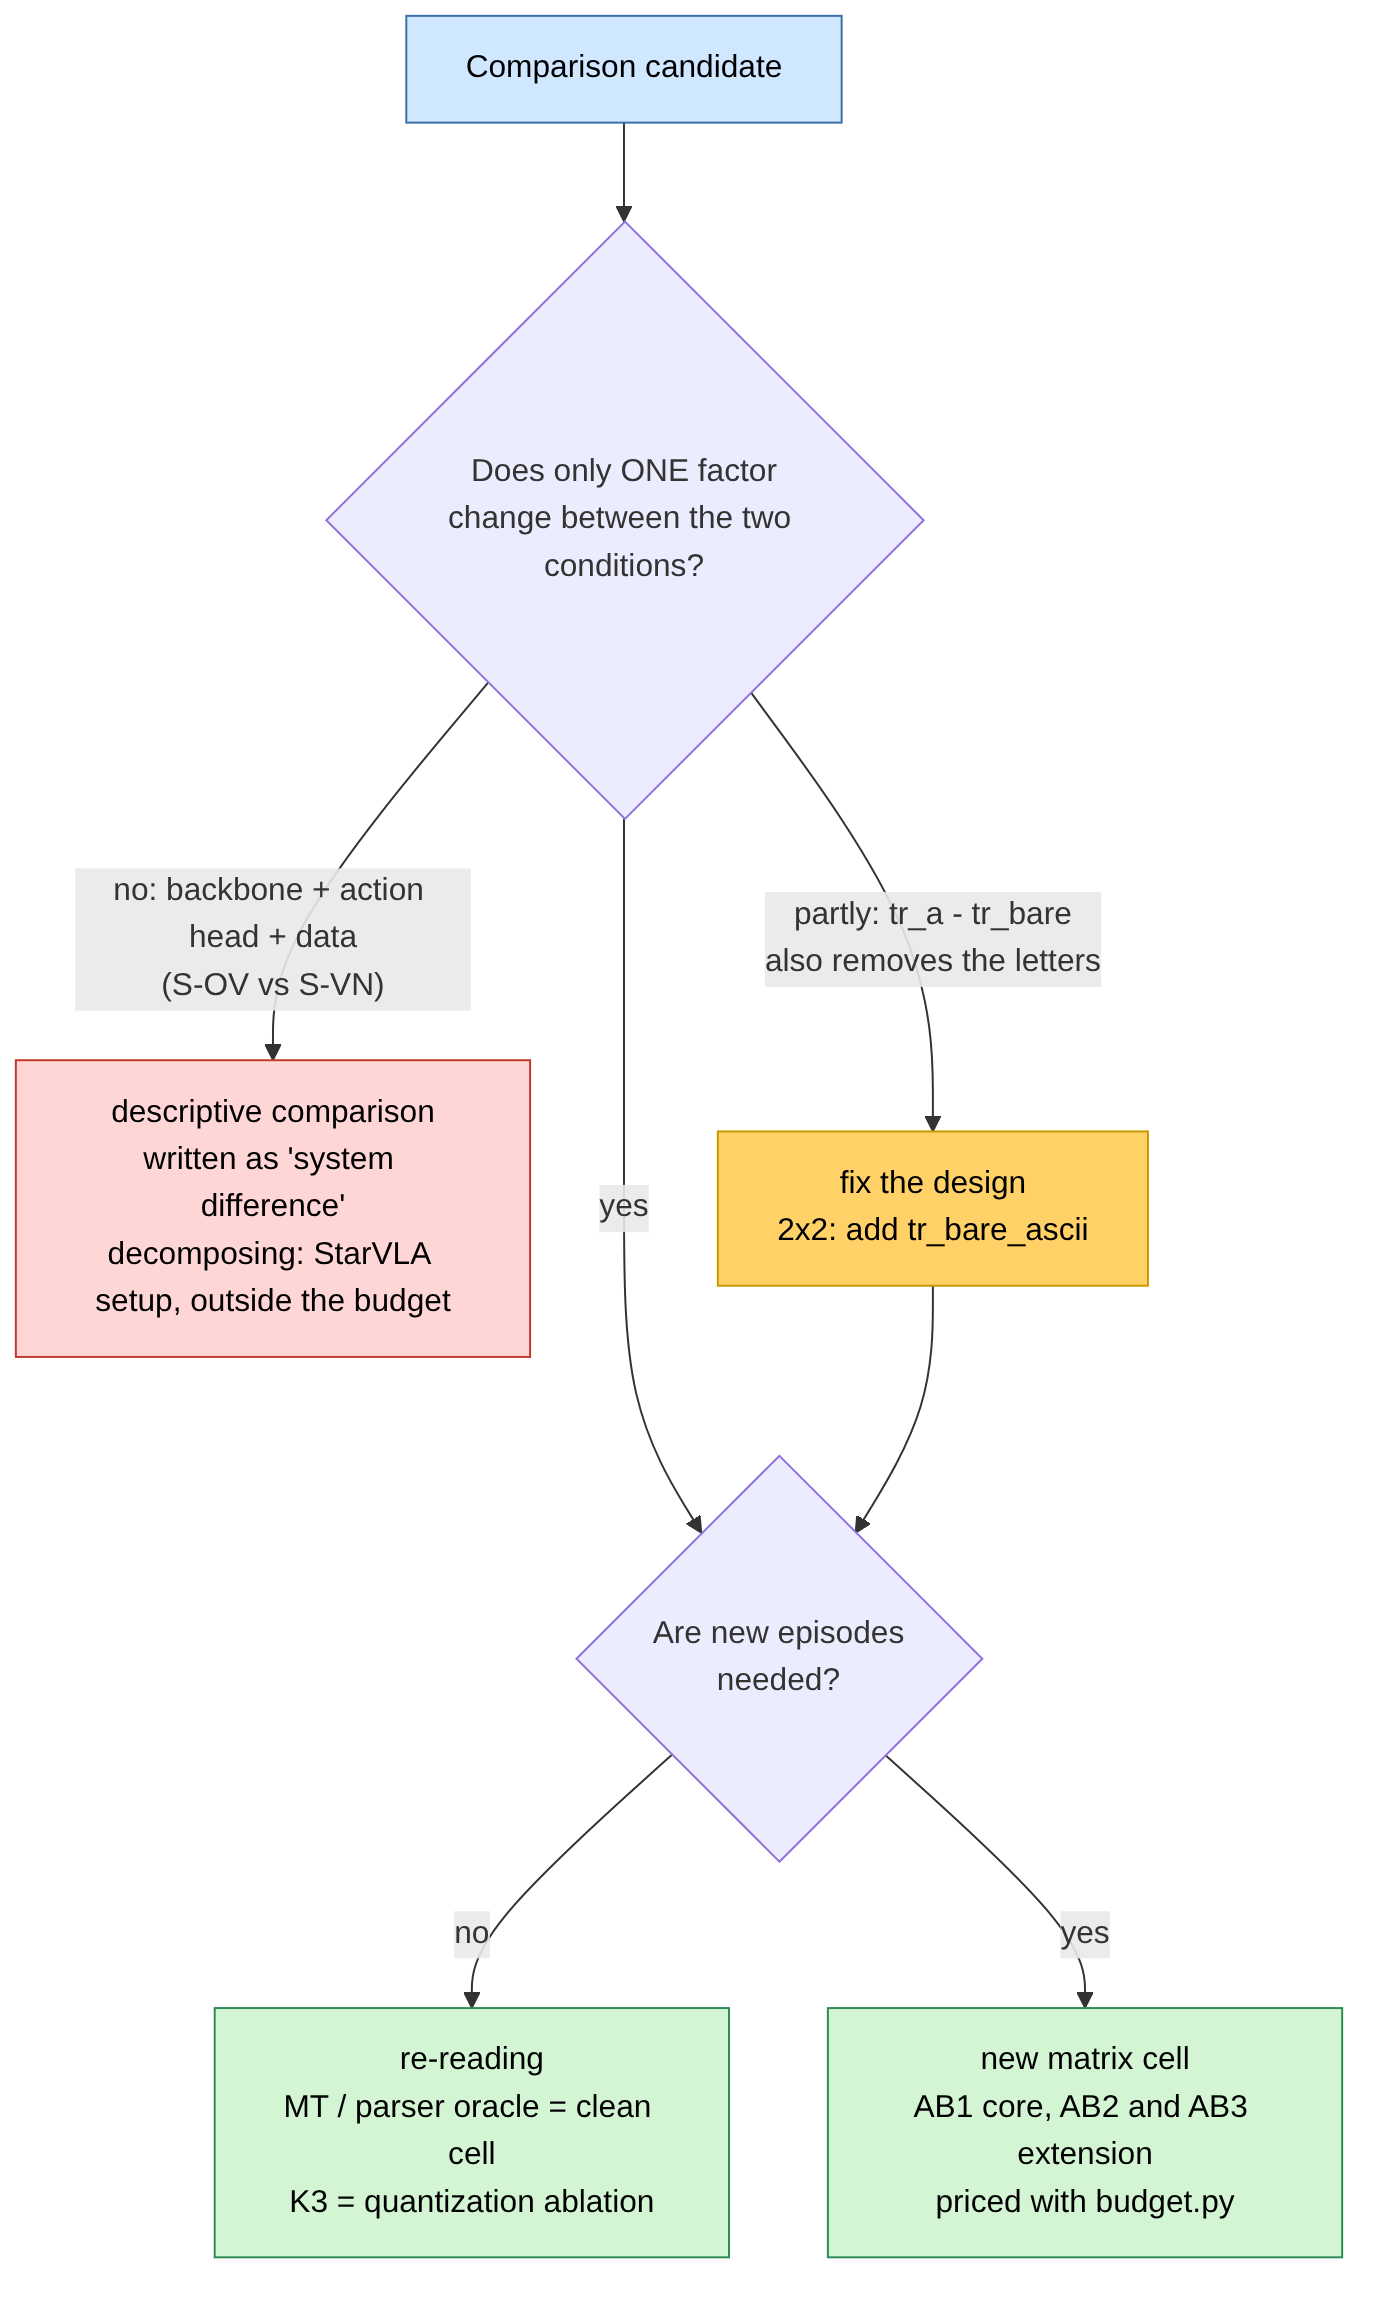 Comparison candidate
Does only ONE factor
change between the two
conditions?
no: backbone + action
head + data
(S-OV vs S-VN)
partly: tr_a - tr_bare
also removes the letters
descriptive comparison
written as 'system
difference'
decomposing: StarVLA
setup, outside the budget
yes
fix the design
2x2: add tr_bare_ascii
Are new episodes
needed?
no
yes
re-reading
MT / parser oracle = clean
cell
K3 = quantization ablation
new matrix cell
AB1 core, AB2 and AB3
extension
priced with budget.py